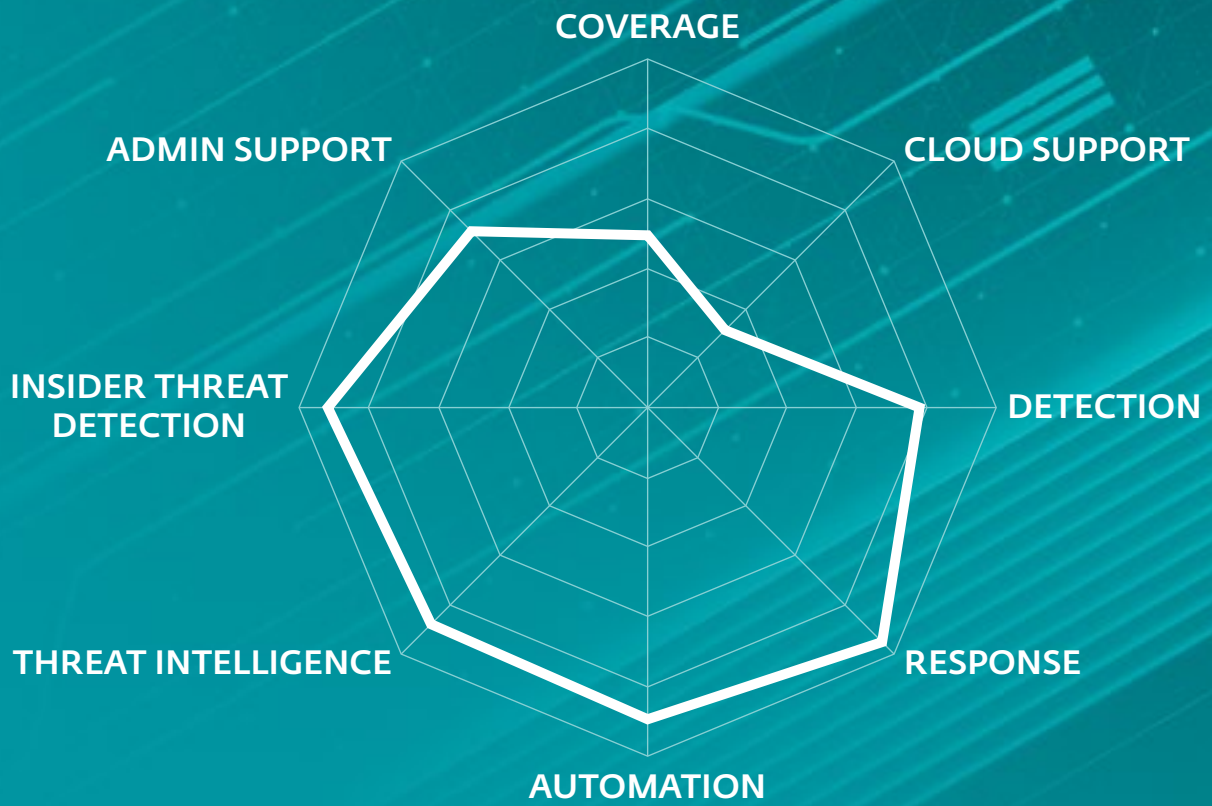 COVERAGE
ADMIN SUPPORT
CLOUD SUPPORT
INSIDER THREAT
DETECTION
DETECTION
THREAT INTELLIGENCE
RESPONSE
AUTOMATION